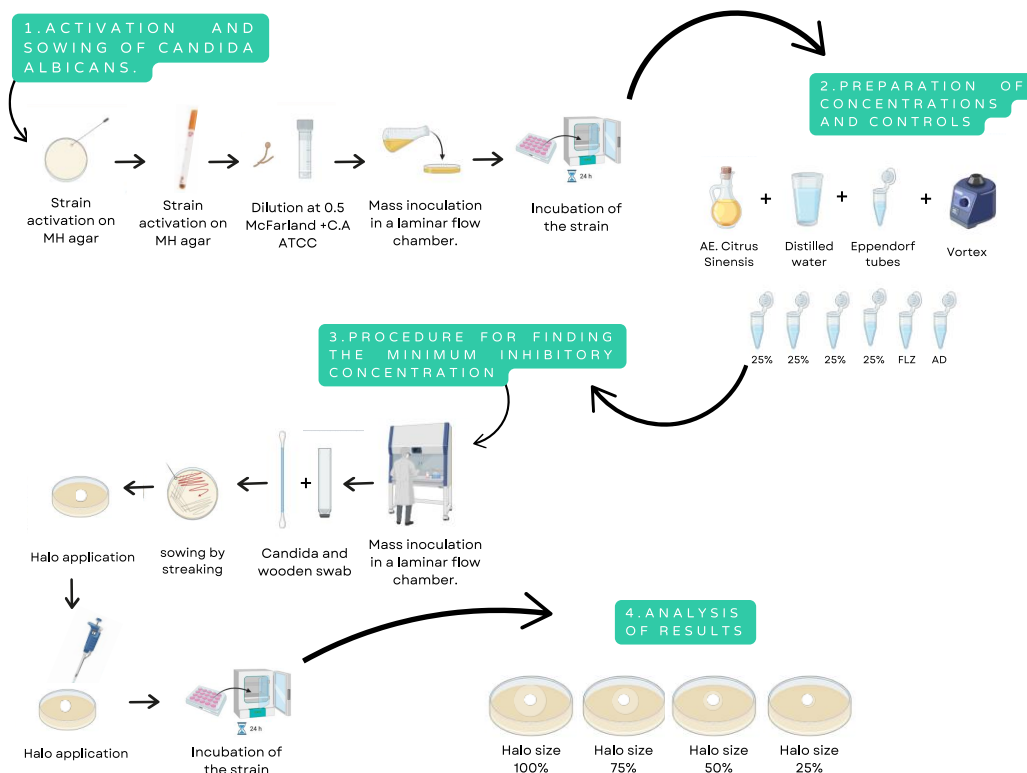 1.ACTIVATION AND
SOWING OF CANDIDA
ALBICANS.
Strain
activation on
MH agar
Strain
activation on
MH agar
Dilution at 0.5
McFarland +C.A
ATCC
Mass inoculation
in a laminar flow
chamber.
24 h
Incubation of
the strain
2.PREPARATION OF
CONCENTRATIONS
AND CONTROLS
+
+
+
AE. Citrus
Sinensis
Distilled
water
Eppendorf
tubes
Vortex
25%
25%
25%
25%
FLZ
AD
3.PROCEDURE FOR FINDING
THE MINIMUM INHIBITORY
CONCENTRATION
Mass inoculation
in a laminar flow
chamber.
+
Candida and
wooden swab
sowing by
streaking
Halo application
Halo application
24 h
Incubation of
the strain
4.ANALYSIS
OF RESULTS
Halo size
100%
Halo size
75%
Halo size
50%
Halo size
25%